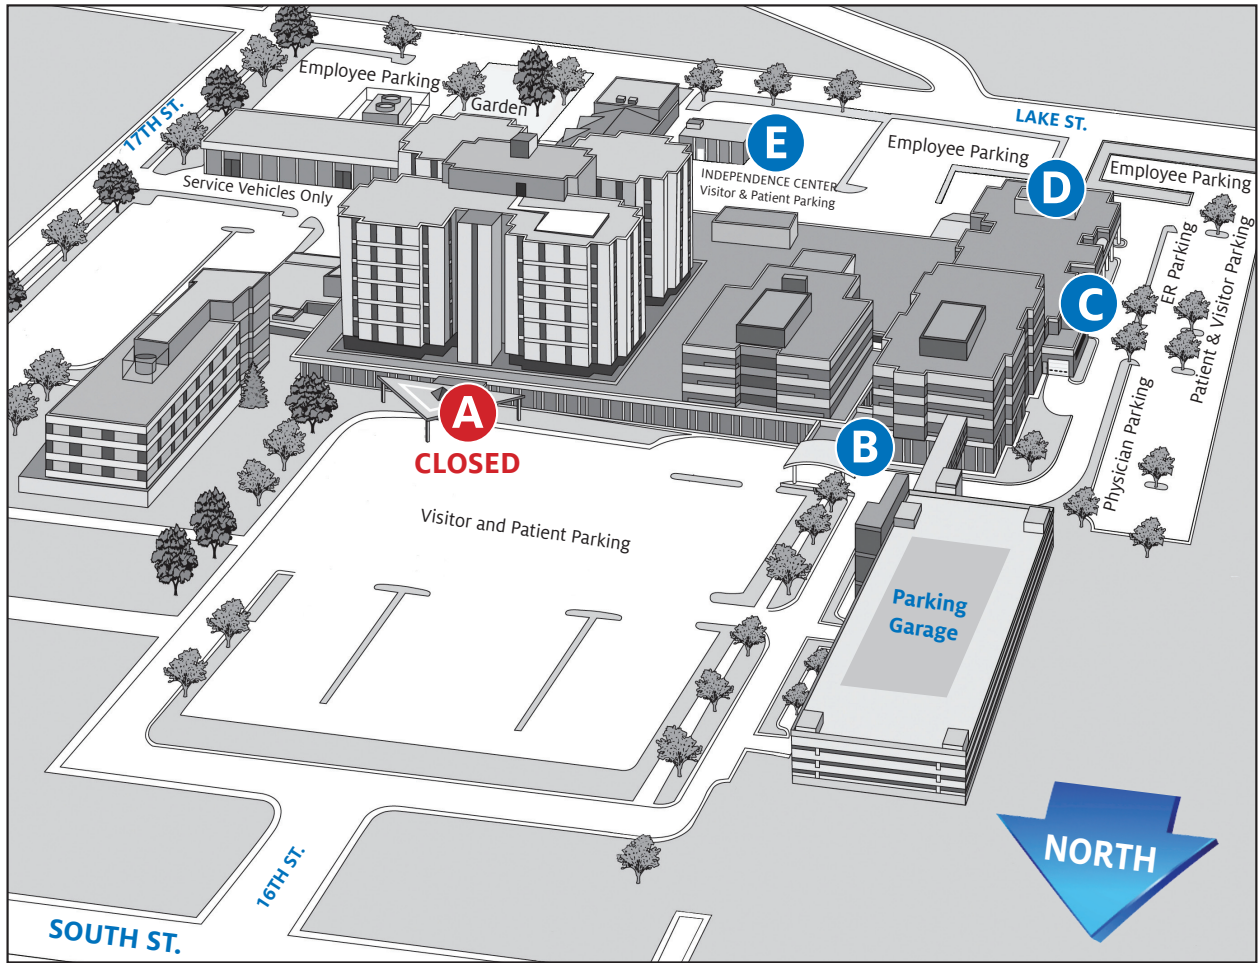 Employee Parking
Garden
17TH ST.
LAKE ST.
E
Employee Parking
Employee Parking
INDEPENDENCE CENTER
Visitor & Patient Parking
Service Vehicles Only
D
ER Parking
Patient & Visitor Parking
C
Physician Parking
A
CLOSED
B
Visitor and Patient Parking
Parking
Garage
NORTH
16TH ST.
SOUTH ST.